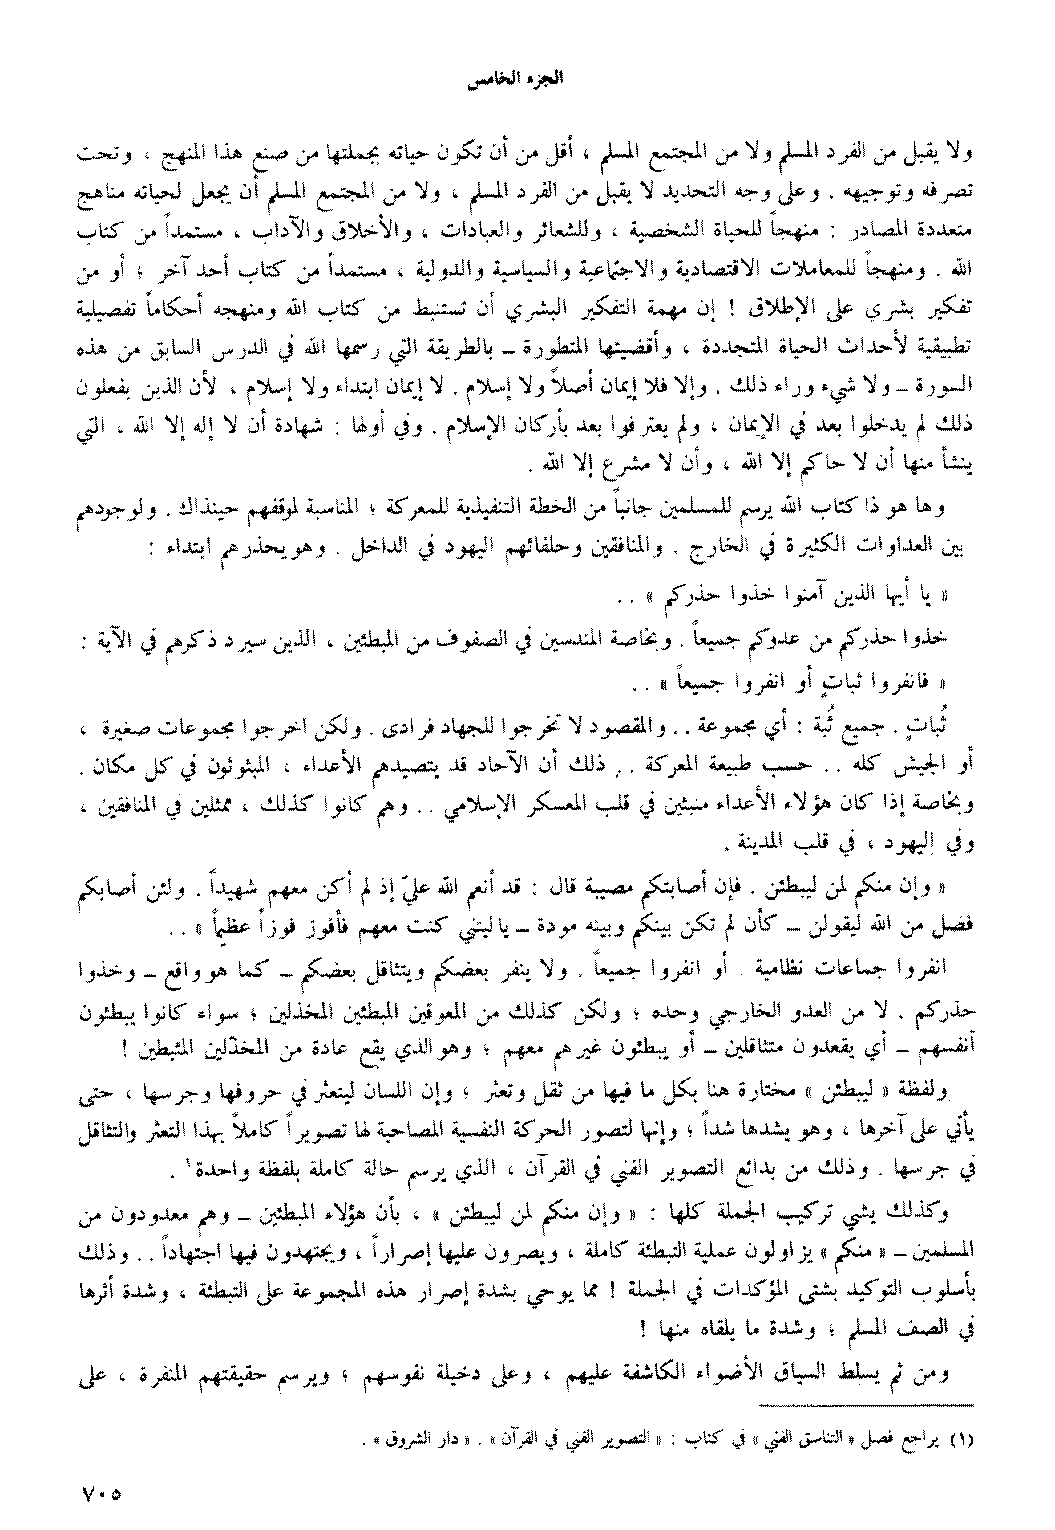 الجزء الخامس
ولا يقبل من الفرد المسلم ولا من المجتمع المسلم ، أقل من أن تكون حياته بجملتها من صنع هذا المنهج ، وتحت
تصرفه وتوجيهه . وعلى وجه التحديد لا يقبل من الفرد المسلم ، ولا من المجتمع المسلم أن يجعل لحياته مناهج
متعددة المصادر : منهجاً للحياة الشخصية ، وللشعائر والعبادات ، والأخلاق والآداب ، مستمداً من كتاب
الله . ومنهجاً للمعاملات الاقتصادية والاجتماعية والسياسية والدولية ، مستمداً من كتاب أحد آخر ؛ أو من
تفكير بشري على الإطلاق ! إن مهمة التفكير البشري أن تستنبط من كتاب الله ومنهجه أحكاماً تفصيلية
تطبيقية لأحداث الحياة المتجددة ، وأقضيتها المتطورة – بالطريقة التي رسمها الله في الدرس السابق من هذه
السورة – ولا شيء وراء ذلك . وإلا فلا إيمان أصلاً ولا إسلام . لا إيمان ابتداء ولا إسلام ، لأن الذين يفعلون
ذلك لم يدخلوا بعد في الإيمان ، ولم يعترفوا بعد بأركان الإسلام . وفي أولها : شهادة أن لا إله إلا الله ، التي
ينشأ منها أن لا حاكم إلا الله ، وأن لا مشرع إلا الله .
وها هو ذا كتاب الله يرسم للمسلمين جانباً من الخطة التنفيذية للمعركة ؛ المناسبة لموقفهم حينذاك . ولوجودهم
بين العداوات الكثيرة في الخارج . والمنافقين وحلفائهم اليهود في الداخل . وهو يحذرهم ابتداء :
« يا أيها الذين آمنوا خذوا حذركم » . .
خذوا حذركم من عدوكم جميعاً . وبخاصة المندسين في الصفوف من المبطئين ، الذين سيرد ذكرهم في الآية :
« فانفروا ثباتٍ أو انفروا جميعاً » . .
ثُباتٍ . جميع ثُبة : أي مجموعة . . والمقصود لا تخرجوا للجهاد فرادى . ولكن اخرجوا مجموعات صغيرة ،
أو الجيش كله . . حسب طبيعة المعركة . . ذلك أن الآحاد قد يتصيدهم الأعداء ، المبثوثون في كل مكان .
وبخاصة إذا كان هؤلاء الأعداء منبثين في قلب المعسكر الإسلامي . . وهم كانوا كذلك ، ممثلين في المنافقين ،
وفي اليهود ، في قلب المدينة .
« وإن منكم لمن ليبطئن . فإن أصابتكم مصيبة قال : قد أنعم الله عليّ إذ لم أكن معهم شهيداً . ولئن أصابكم
فضل من الله ليقولن – كأن لم تكن بينكم وبينه مودة – يا ليتني كنت معهم فأفوز فوزاً عظيماً » . .
انفروا جماعات نظامية . أو انفروا جميعاً . ولا ينفر بعضكم ويتثاقل بعضكم – كما هو واقع – وخذوا
حذركم . لا من العدو الخارجي وحده ؛ ولكن كذلك من المعوقين المبطئين المخذلين ؛ سواء كانوا يبطئون
أنفسهم – أي يقعدون متثاقلين – أو يبطئون غيرهم معهم ؛ وهو الذي يقع عادة من المخذّلين المثبطين !
ولفظة « ليبطئن » مختارة هنا بكل ما فيها من ثقل وتعثر ؛ وإن اللسان ليتعثر في حروفها وجرسها ، حتى
يأتي على آخرها ، وهو يشدها شداً ؛ وإنها لتصور الحركة النفسية المصاحبة لها تصويراً كاملاً بهذا التعثر والتثاقل
في جرسها . وذلك من بدائع التصوير الفني في القرآن ، الذي يرسم حالة كاملة بلفظة واحدة¹ .
وكذلك يشي تركيب الجملة كلها : « وإن منكم لمن ليبطئن » ، بأن هؤلاء المبطئين – وهم معدودون من
المسلمين – « منكم » يزاولون عملية التبطئة كاملة ، ويصرون عليها إصراراً ، ويجتهدون فيها اجتهاداً . . وذلك
بأسلوب التوكيد بشتى المؤكدات في الجملة ! مما يوحي بشدة إصرار هذه المجموعة على التبطئة ، وشدة أثرها
في الصف المسلم ؛ وشدة ما يلقاه منها !
ومن ثم يسلط السياق الأضواء الكاشفة عليهم ، وعلى دخيلة نفوسهم ؛ ويرسم حقيقتهم المنفرة ، على
(١) يراجع فصل « التناسق الفني » في كتاب : « التصوير الفني في القرآن » . « دار الشروق » .
٧٠٥